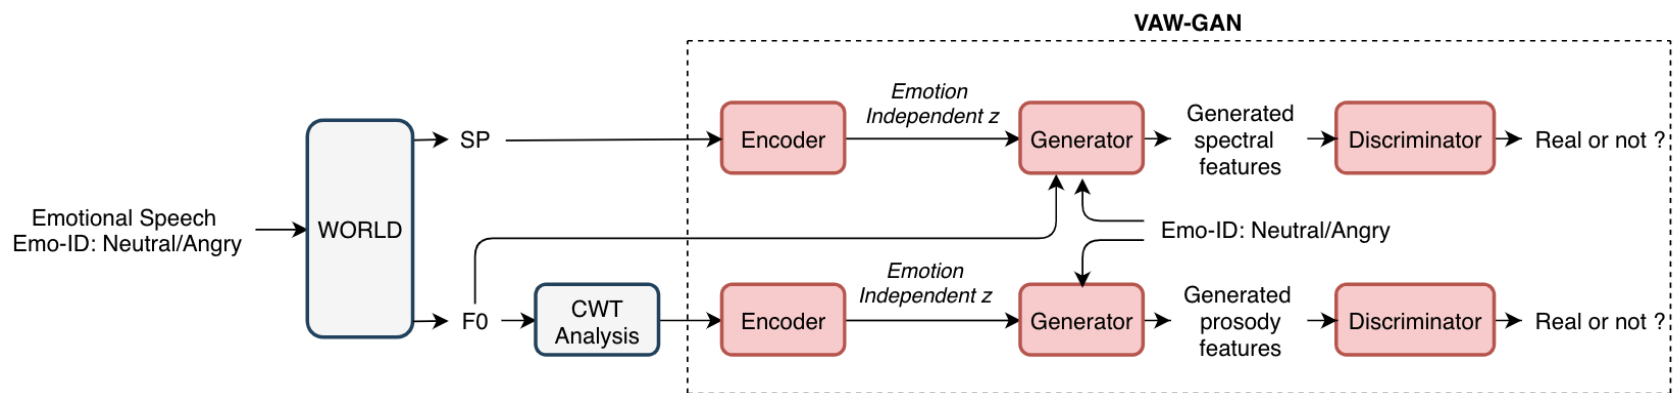 VAW-GAN
Emotional Speech
Emo-ID: Neutral/Angry
WORLD
SP
Encoder
Emotion
Independent z
Generator
Generated
spectral
features
Discriminator
Real or not ?
Emo-ID: Neutral/Angry
F0
CWT
Analysis
Encoder
Emotion
Independent z
Generator
Generated
prosody
features
Discriminator
Real or not ?